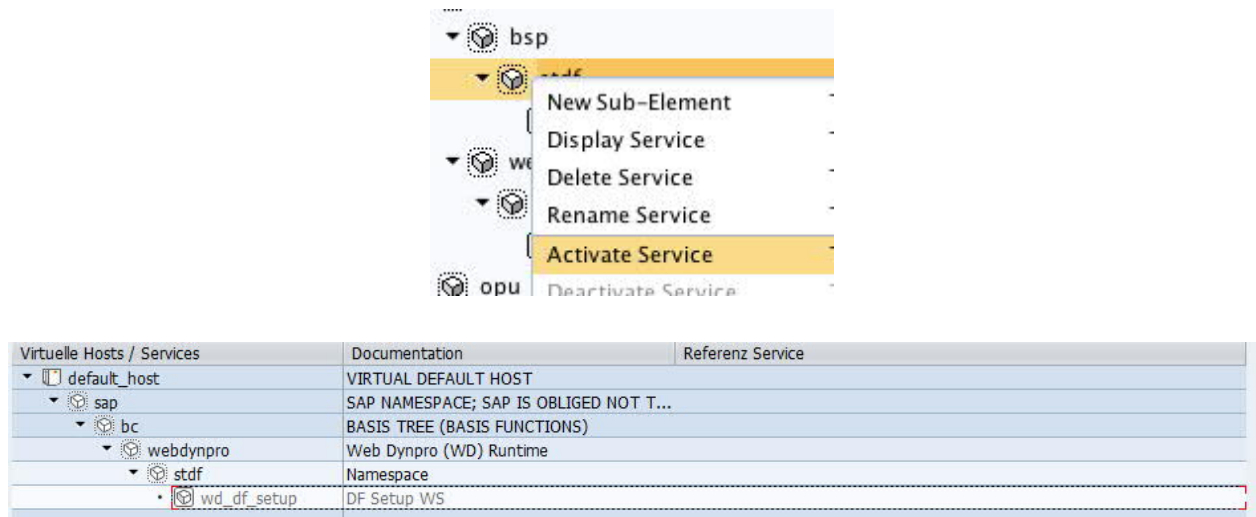 bsp
New Sub-Element
Display Service
we
Delete Service
Rename Service
Activate Service
opu
Deactivate Service
Virtuelle Hosts / Services Documentation Referenz Service
default_host VIRTUAL DEFAULT HOST
sap SAP NAMESPACE; SAP IS OBLIGED NOT T...
bc BASIS TREE (BASIS FUNCTIONS)
webdynpro Web Dynpro (WD) Runtime
stdf Namespace
wd_df_setup DF Setup WS